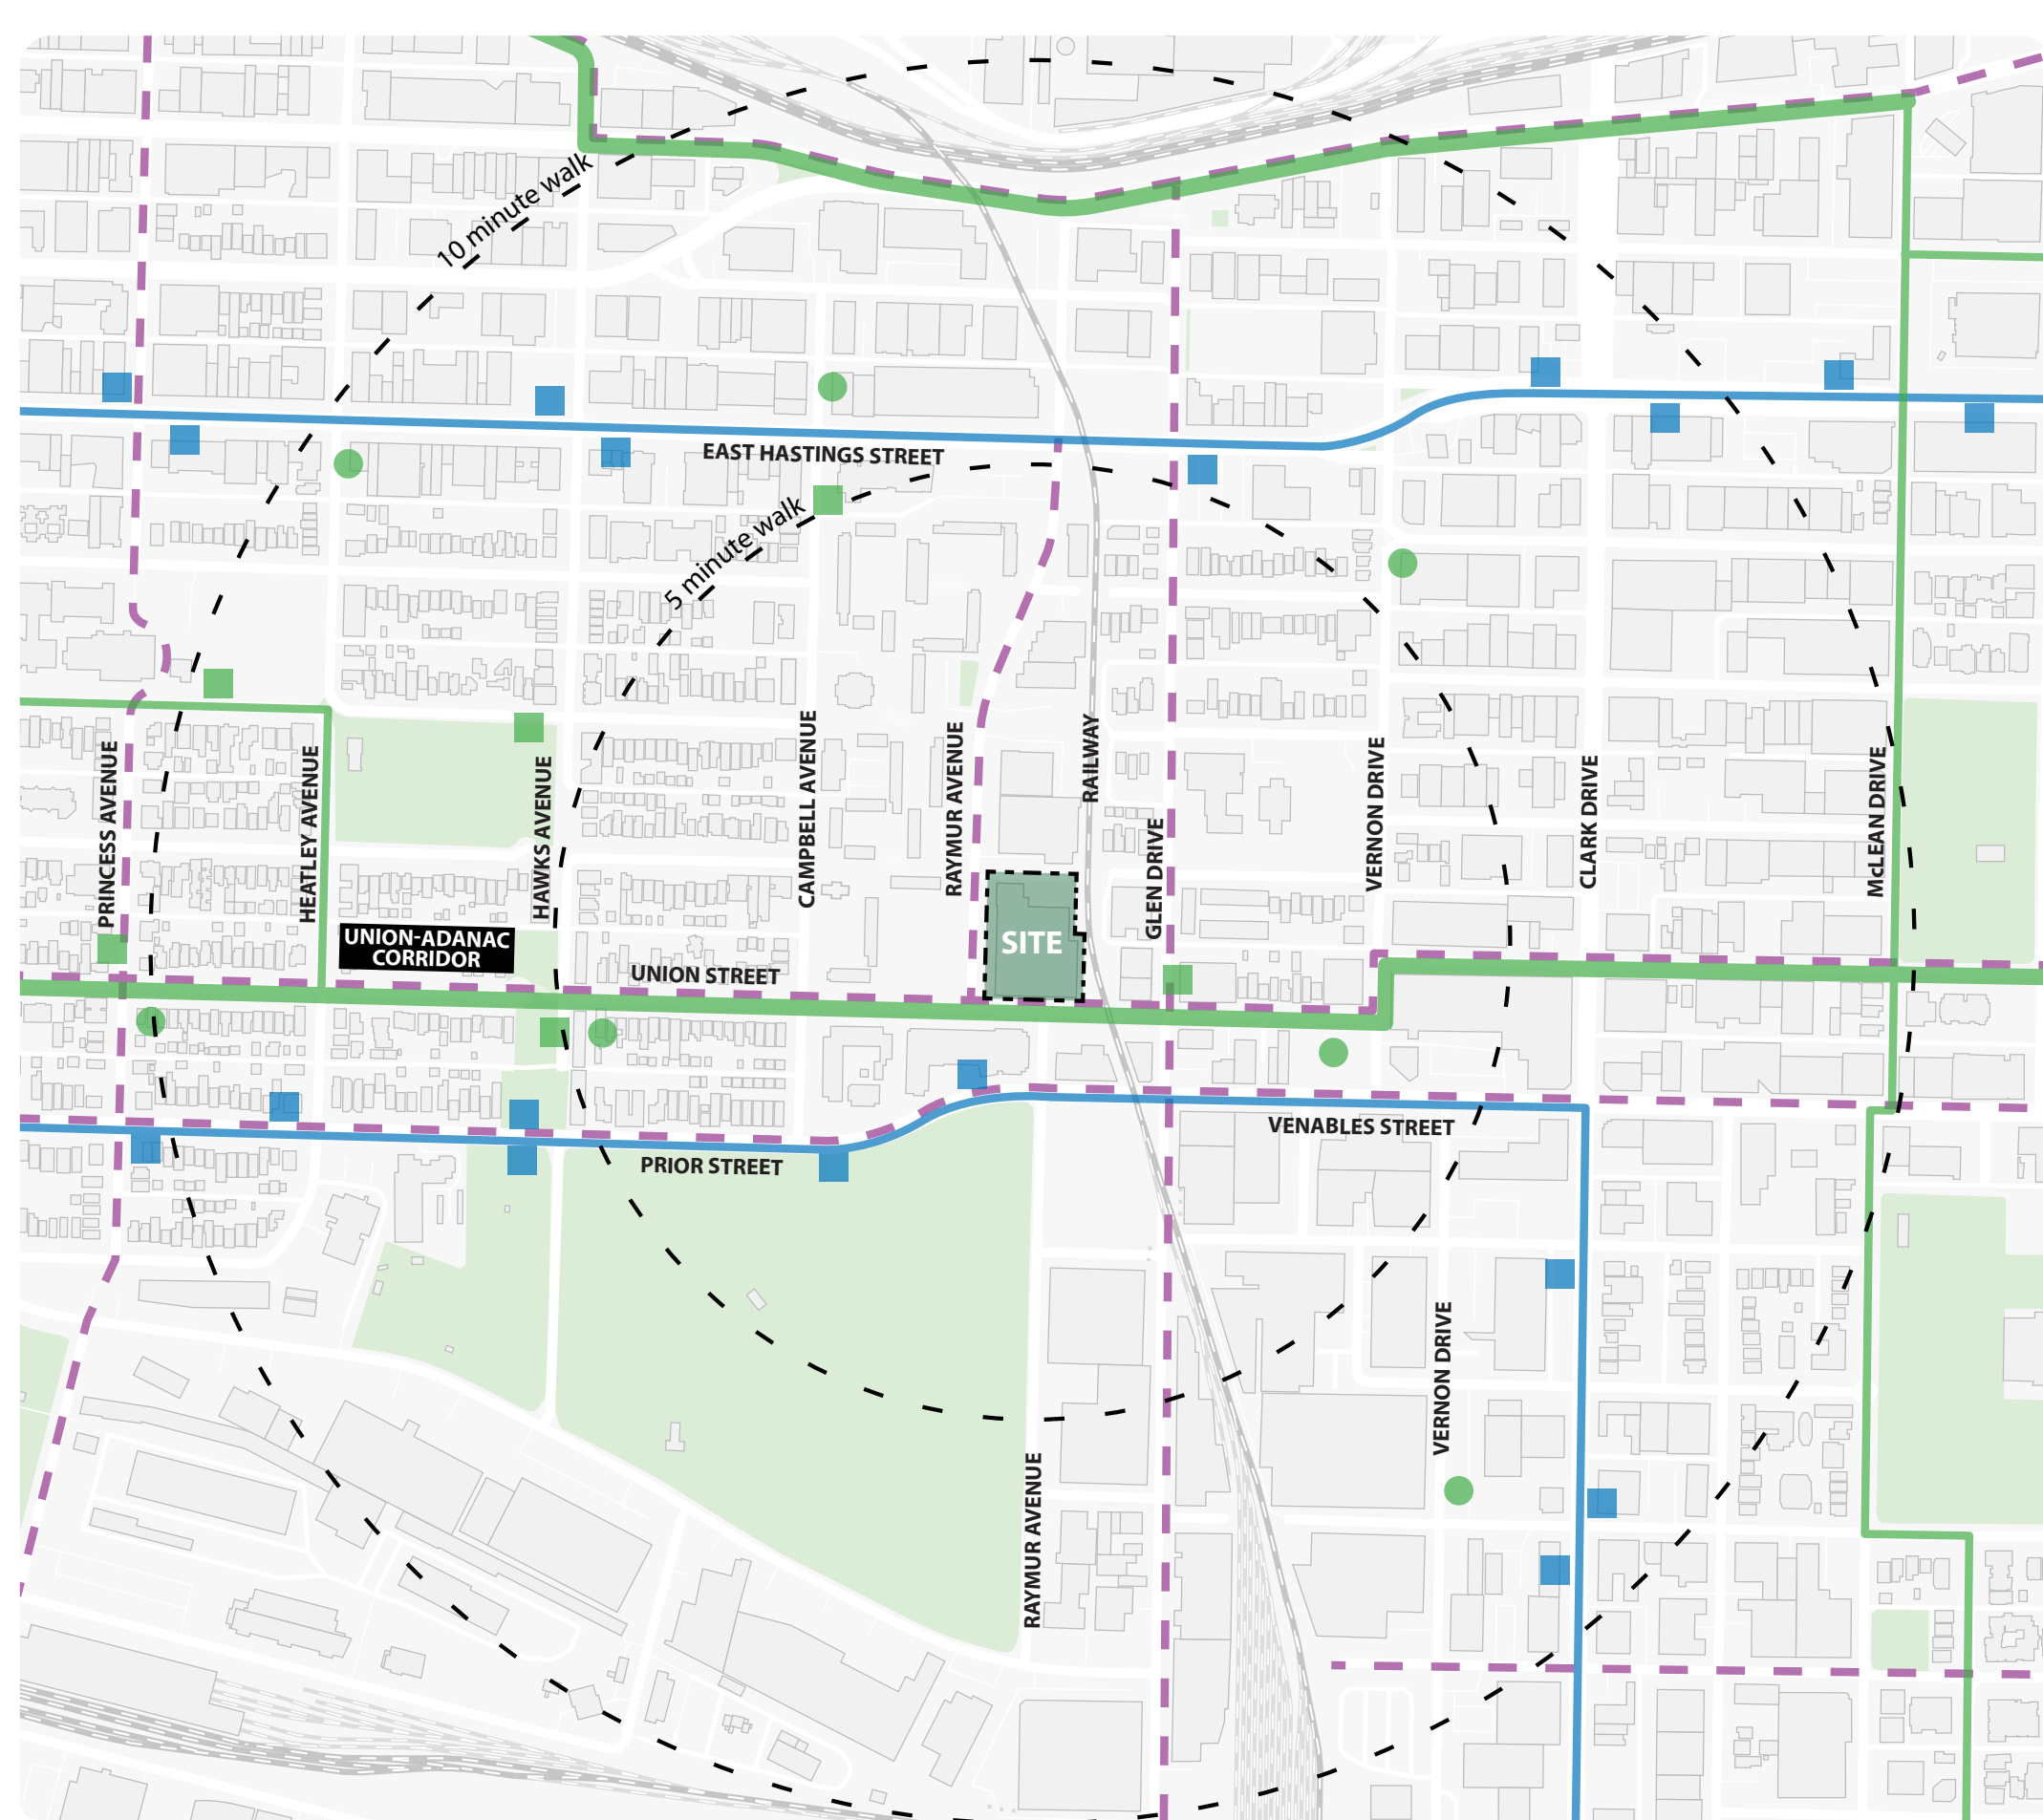 10 minute walk
EAST HASTINGS STREET
5 minute walk
PRINCESS AVENUE
HEATLEY AVENUE
HAWKS AVENUE
CAMPBELL AVENUE
RAYMUR AVENUE
RAILWAY
GLEN DRIVE
VERNON DRIVE
CLARK DRIVE
McLEAN DRIVE
UNION-ADANAC
CORRIDOR
SITE
UNION STREET
VENABLES STREET
PRIOR STREET
VERNON DRIVE
RAYMUR AVENUE